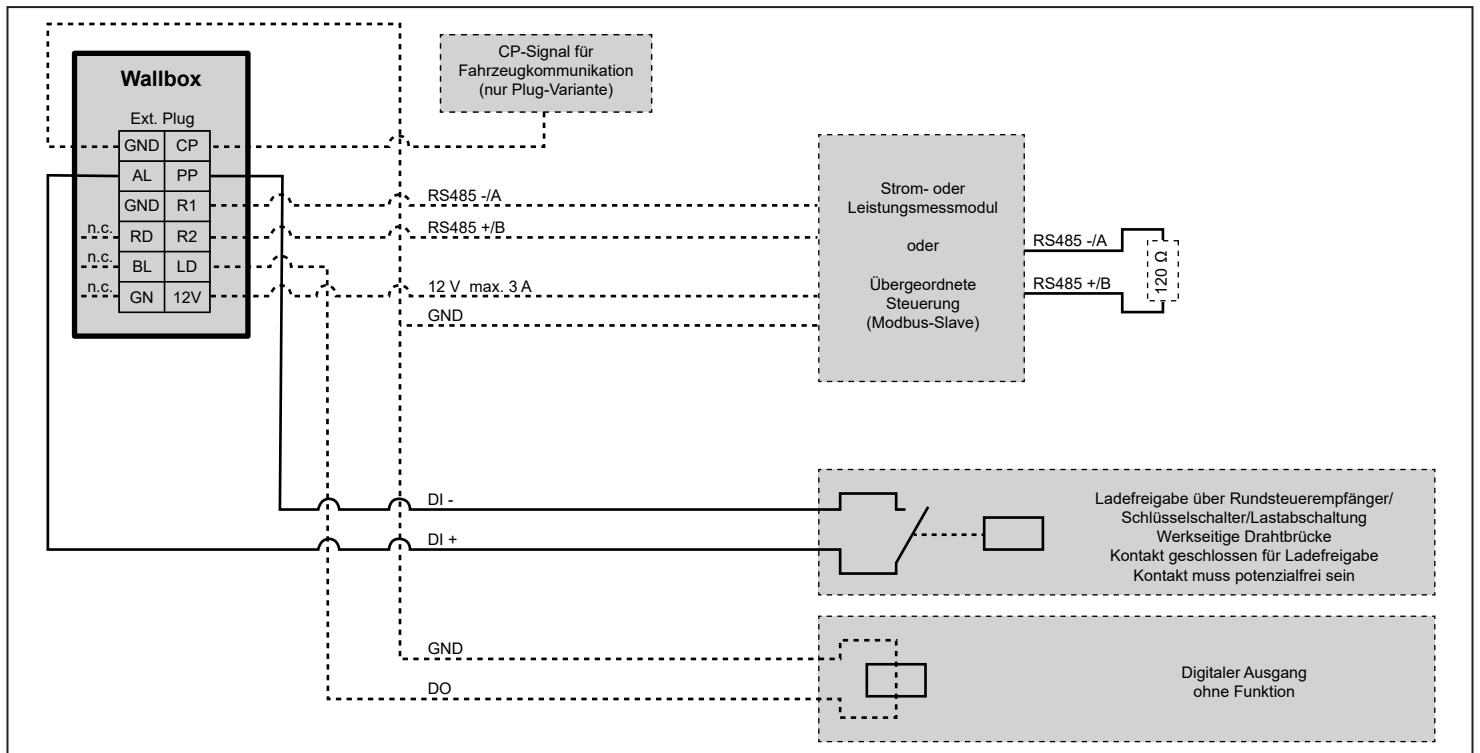 CP-Signal für
Fahrzeugkommunikation
(nur Plug-Variante)
Wallbox
Ext. Plug
GND CP
AL PP
GND R1
n.c. RD R2
n.c. BL LD
n.c. GN 12V
RS485 -/A
RS485 +/B
12 V max. 3 A
GND
Strom- oder
Leistungsmessmodul
oder
Übergeordnete
Steuerung
(Modbus-Slave)
RS485 -/A
RS485 +/B
120 Ω
DI -
DI +
Ladefreigabe über Rundsteuerempfänger/
Schlüsselschalter/Lastabschaltung
Werkseitige Drahtbrücke
Kontakt geschlossen für Ladefreigabe
Kontakt muss potenzialfrei sein
GND
DO
Digitaler Ausgang
ohne Funktion